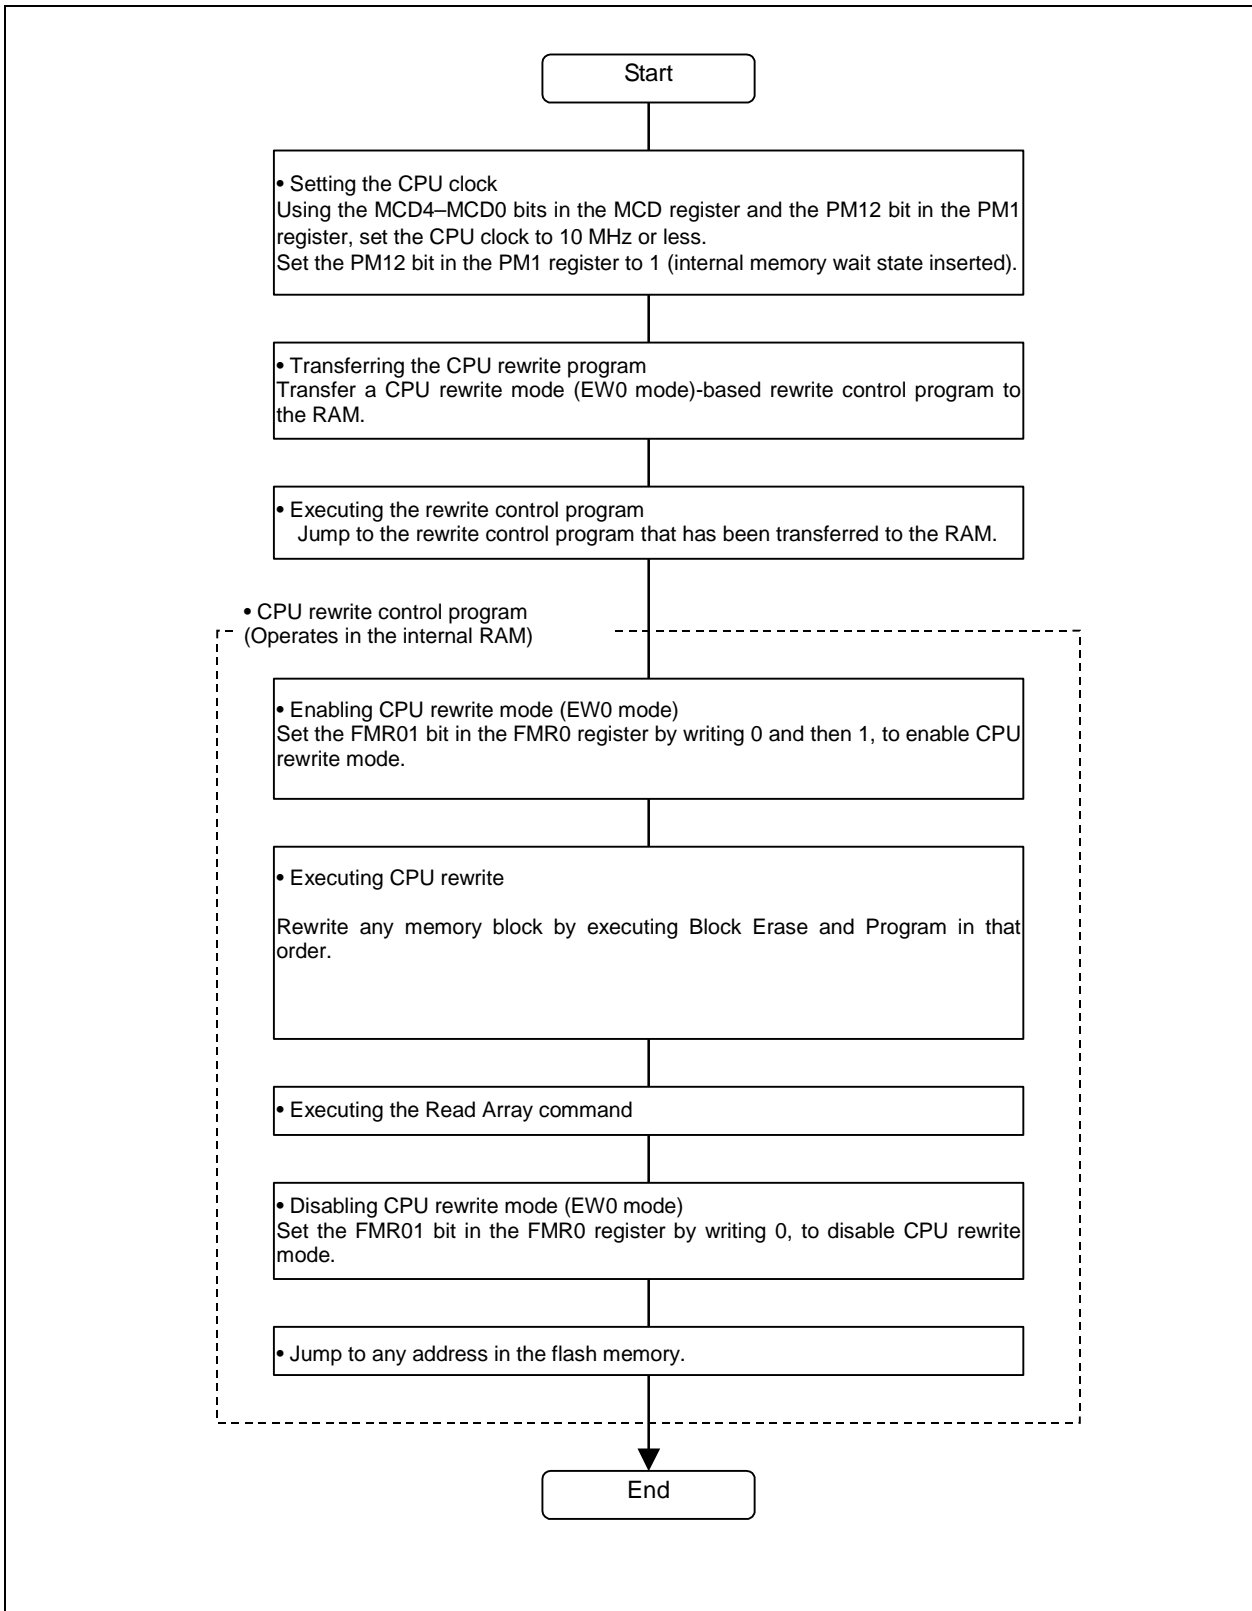 Start
• Setting the CPU clock
Using the MCD4–MCD0 bits in the MCD register and the PM12 bit in the PM1
register, set the CPU clock to 10 MHz or less.
Set the PM12 bit in the PM1 register to 1 (internal memory wait state inserted).
• Transferring the CPU rewrite program
Transfer a CPU rewrite mode (EW0 mode)-based rewrite control program to
the RAM.
• Executing the rewrite control program
Jump to the rewrite control program that has been transferred to the RAM.
• CPU rewrite control program
(Operates in the internal RAM)
• Enabling CPU rewrite mode (EW0 mode)
Set the FMR01 bit in the FMR0 register by writing 0 and then 1, to enable CPU
rewrite mode.
• Executing CPU rewrite
Rewrite any memory block by executing Block Erase and Program in that
order.
• Executing the Read Array command
• Disabling CPU rewrite mode (EW0 mode)
Set the FMR01 bit in the FMR0 register by writing 0, to disable CPU rewrite
mode.
• Jump to any address in the flash memory.
End